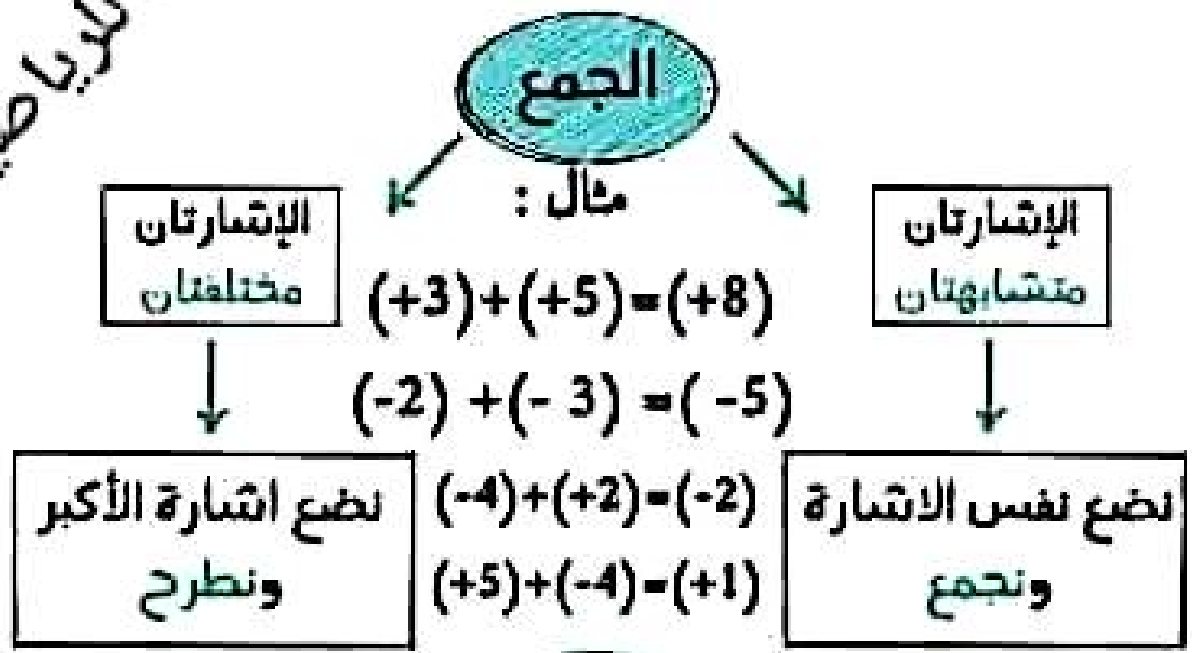 للرياضي
الجمع
مثال :
الإشارتان
متشابهتان
نضع نفس الاشارة
ونجمع
الإشارتان
مختلفتان
نضع اشارة الأكبر
ونطرح
(+3)+(+5)=(+8)
(-2) +(- 3) =( -5)
(-4)+(+2)=(-2)
(+5)+(-4)=(+1)